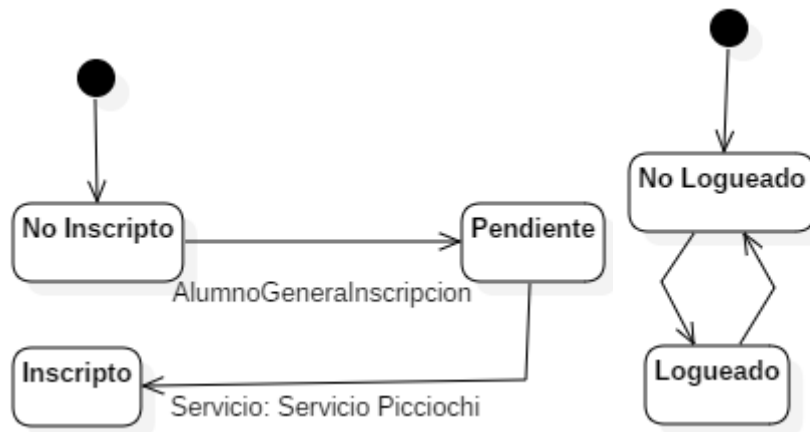 No Inscripto
AlumnoGeneraInscripcion
Pendiente
Inscripto
Servicio: Servicio Picciochi
No Logueado
Logueado